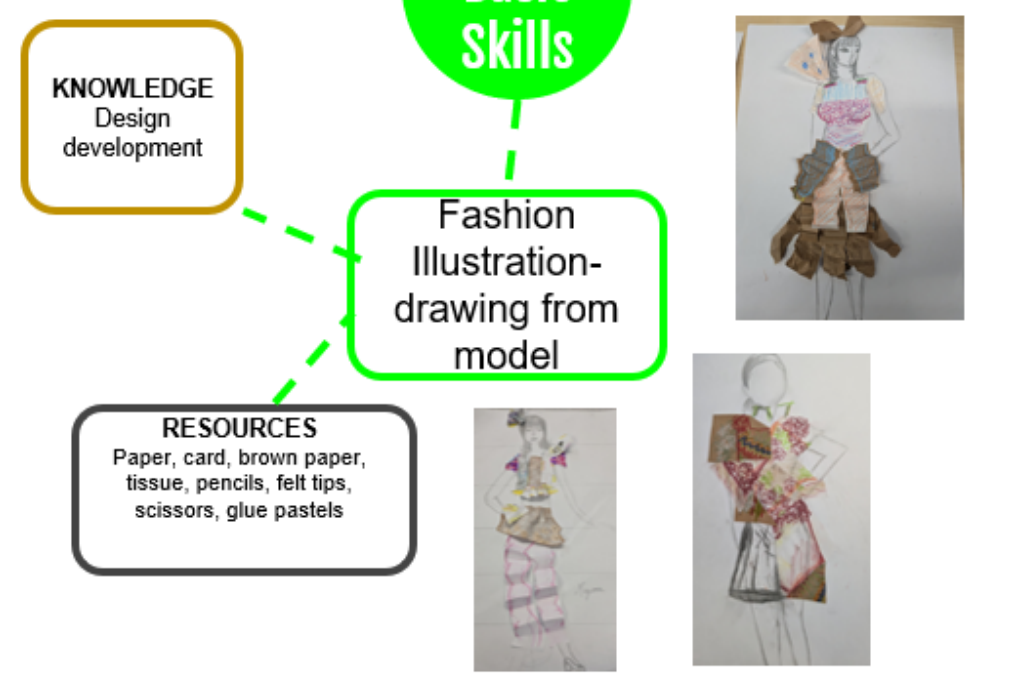 Skills
KNOWLEDGE
Design
development
Fashion
Illustration-
drawing from
model
RESOURCES
Paper, card, brown paper,
tissue, pencils, felt tips,
scissors, glue pastels